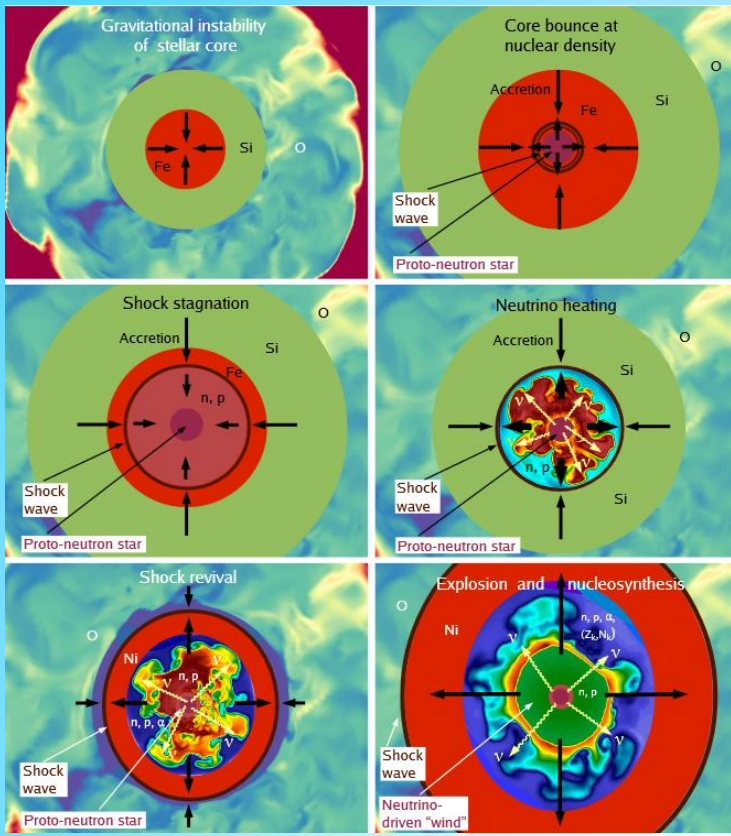 Gravitational instability
of stellar core
Fe
Si
O
Core bounce at
nuclear density
O
Accretion
Fe
Si
Shock
wave
Proto-neutron star
Shock stagnation
O
Accretion
Si
Fe
n, p
Shock
wave
Proto-neutron star
Neutrino heating
O
Accretion
Si
ν
ν
ν
ν
n, p
Si
Shock
wave
Proto-neutron star
Shock revival
O
Ni
n, p
ν
ν
n, p, α
ν
Shock
wave
Proto-neutron star
Explosion and nucleosynthesis
O
Ni
n, p, α,
(Zk,Nk)
ν
ν
n, p
ν
ν
Shock
wave
Neutrino-
driven "wind"